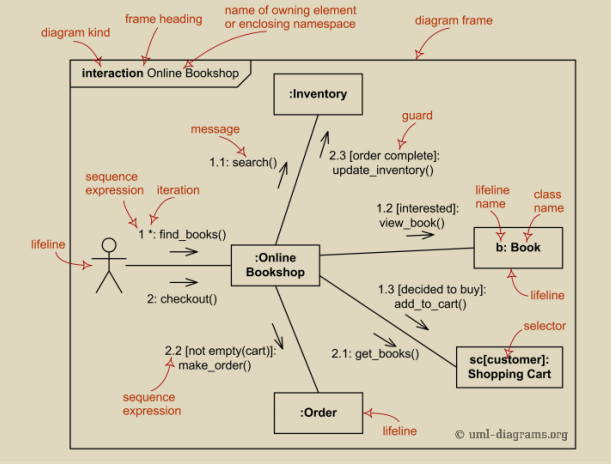 name of owning element
or enclosing namespace
frame heading
diagram frame
diagram kind
interaction Online Bookshop
:Inventory
guard
message
1.1: search()
2.3 [order complete]:
update_inventory()
sequence
expression
iteration
lifeline
name
class
name
1.2 [interested]:
view_book()
1 *: find_books()
lifeline
:Online
Bookshop
b: Book
2: checkout()
1.3 [decided to buy]:
add_to_cart()
lifeline
selector
2.2 [not empty(cart)]:
make_order()
2.1: get_books()
sc[customer]:
Shopping Cart
sequence
expression
:Order
lifeline
© uml-diagrams.org